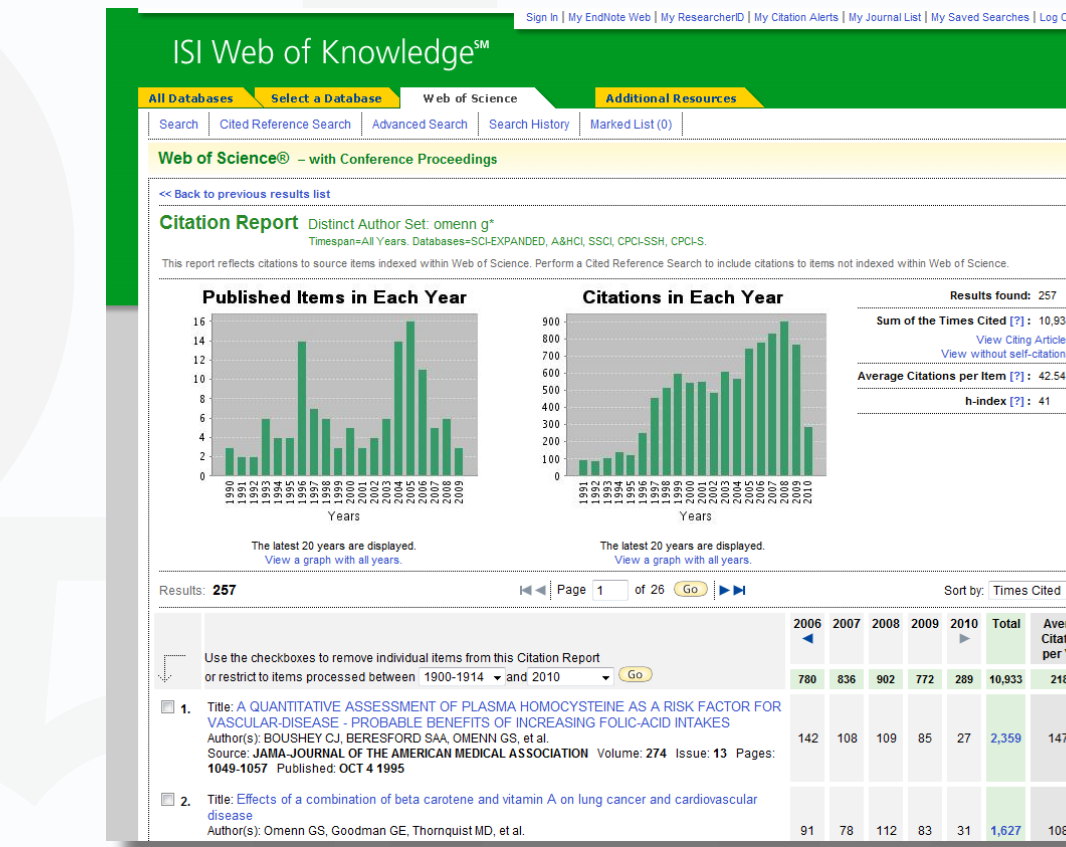 Sign In | My EndNote Web | My ResearcherID | My Citation Alerts | My Journal List | My Saved Searches | Log
ISI Web of Knowledge℠
All Databases Select a Database Web of Science Additional Resources
Search Cited Reference Search Advanced Search Search History Marked List (0)
Web of Science® – with Conference Proceedings
<< Back to previous results list
Citation Report Distinct Author Set: omenn g*
Timespan=All Years. Databases=SCI-EXPANDED, A&HCI, SSCI, CPCI-SSH, CPCI-S.
This report reflects citations to source items indexed within Web of Science. Perform a Cited Reference Search to include citations to items not indexed within Web of Science.
Published Items in Each Year
16
14
12
10
8
6
4
2
0
1990 1991 1992 1993 1994 1995 1996 1997 1998 1999 2000 2001 2002 2003 2004 2005 2006 2007 2008 2009
Years
The latest 20 years are displayed.
View a graph with all years.
Citations in Each Year
900
800
700
600
500
400
300
200
100
0
1991 1992 1993 1994 1995 1996 1997 1998 1999 2000 2001 2002 2003 2004 2005 2006 2007 2008 2009 2010
Years
The latest 20 years are displayed.
View a graph with all years.
Results found: 257
Sum of the Times Cited [?] : 10,93
View Citing Article
View without self-citation
Average Citations per Item [?] : 42.54
h-index [?] : 41
Results: 257 Page 1 of 26 Go Sort by: Times Cited
2006 2007 2008 2009 2010 Total
Use the checkboxes to remove individual items from this Citation Report
or restrict to items processed between 1900-1914 and 2010 Go
780 836 902 772 289 10,933 218
1. Title: A QUANTITATIVE ASSESSMENT OF PLASMA HOMOCYSTEINE AS A RISK FACTOR FOR
VASCULAR-DISEASE - PROBABLE BENEFITS OF INCREASING FOLIC-ACID INTAKES
Author(s): BOUSHEY CJ, BERESFORD SAA, OMENN GS, et al.
Source: JAMA-JOURNAL OF THE AMERICAN MEDICAL ASSOCIATION Volume: 274 Issue: 13 Pages:
1049-1057 Published: OCT 4 1995
142 108 109 85 27 2,359 147
2. Title: Effects of a combination of beta carotene and vitamin A on lung cancer and cardiovascular
disease
Author(s): Omenn GS, Goodman GE, Thornquist MD, et al.
91 78 112 83 31 1,627 108